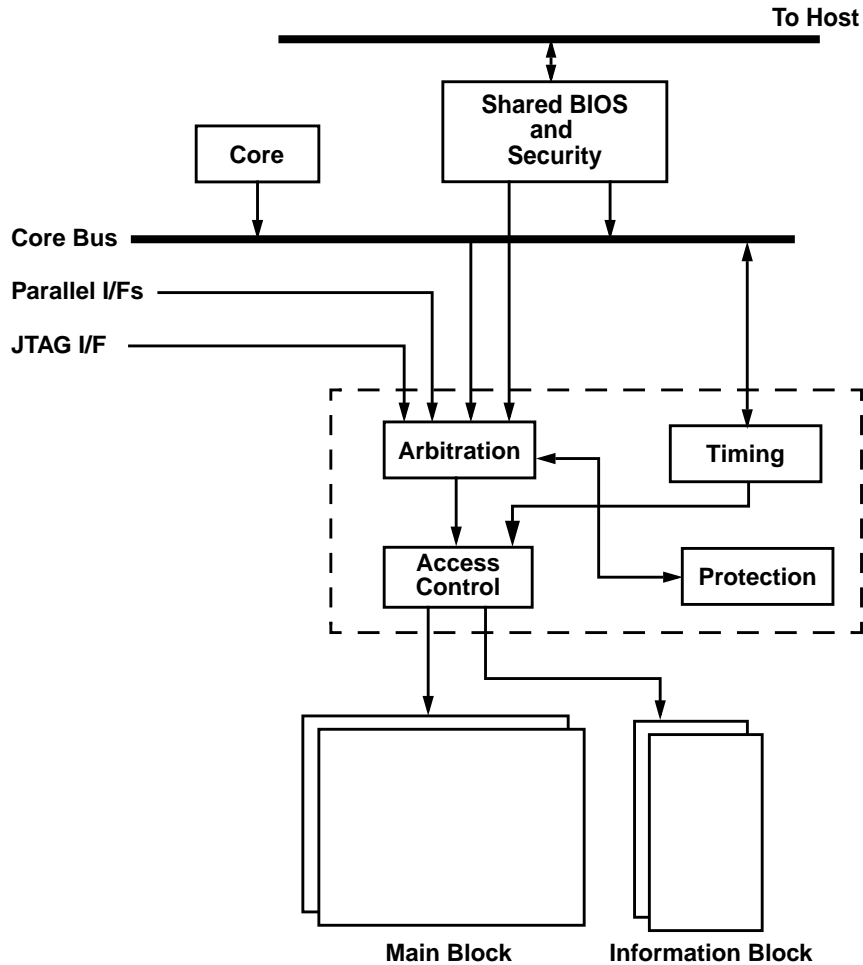 To Host
Shared BIOS
and
Security
Core
Core Bus
Parallel I/Fs
JTAG I/F
Arbitration
Timing
Access
Control
Protection
Main Block
Information Block